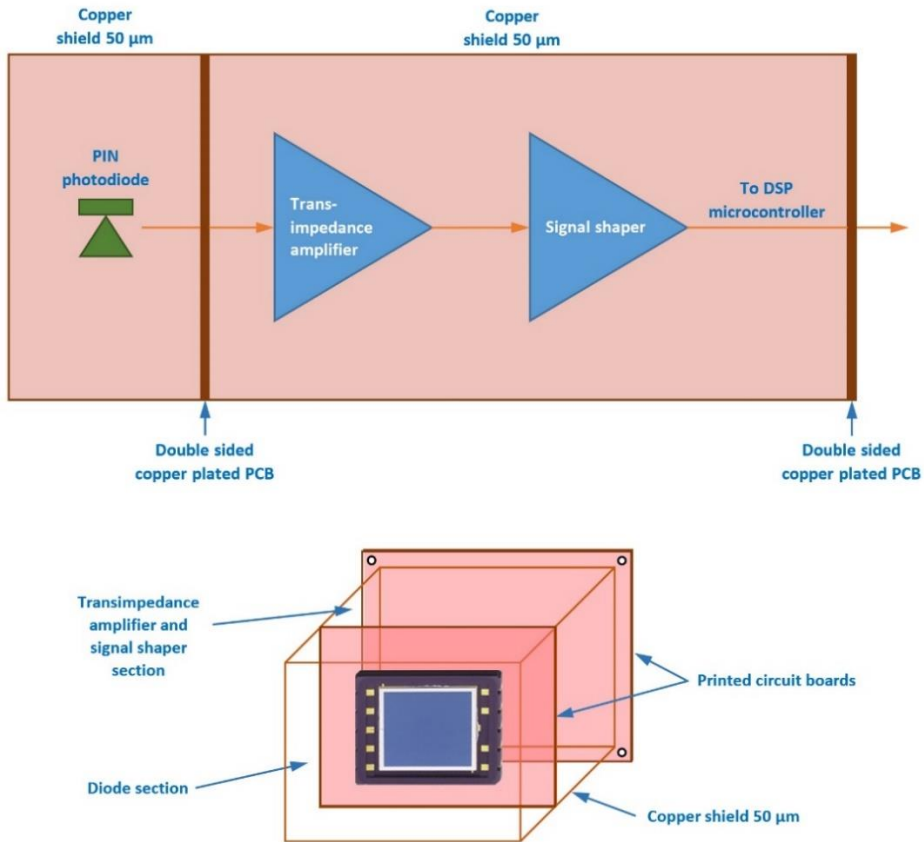 Copper
shield 50 µm
Copper
shield 50 µm
PIN
photodiode
Trans-
impedance
amplifier
Signal shaper
To DSP
microcontroller
Double sided
copper plated PCB
Double sided
copper plated PCB
Transimpedance
amplifier and
signal shaper
section
Printed circuit boards
Diode section
Copper shield 50 µm